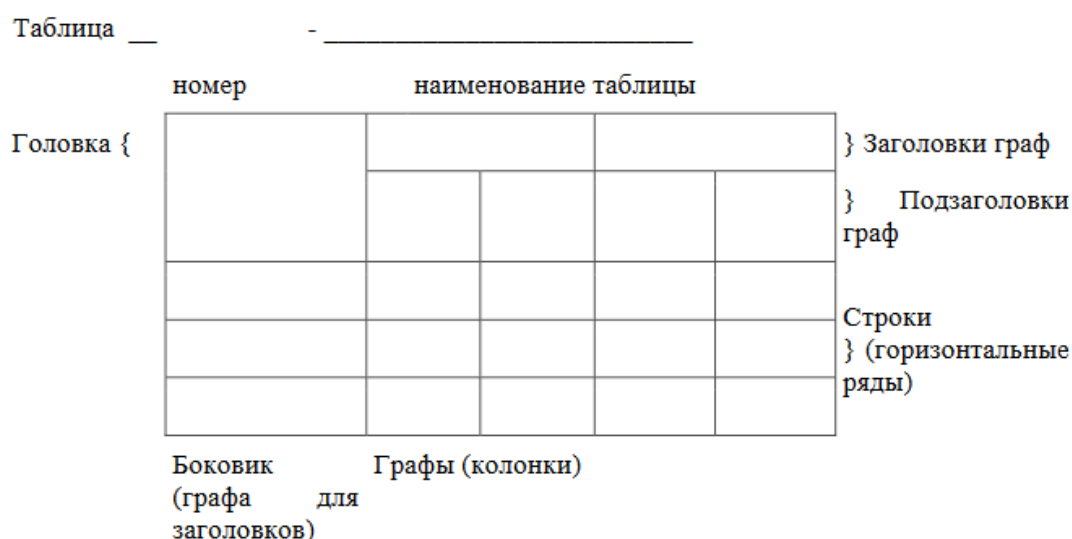 Таблица __ - __________________________
номер наименование таблицы
Головка { } Заголовки граф
} Подзаголовки
граф
Строки
} (горизонтальные
ряды)
Боковик Графы (колонки)
(графа для
заголовков)